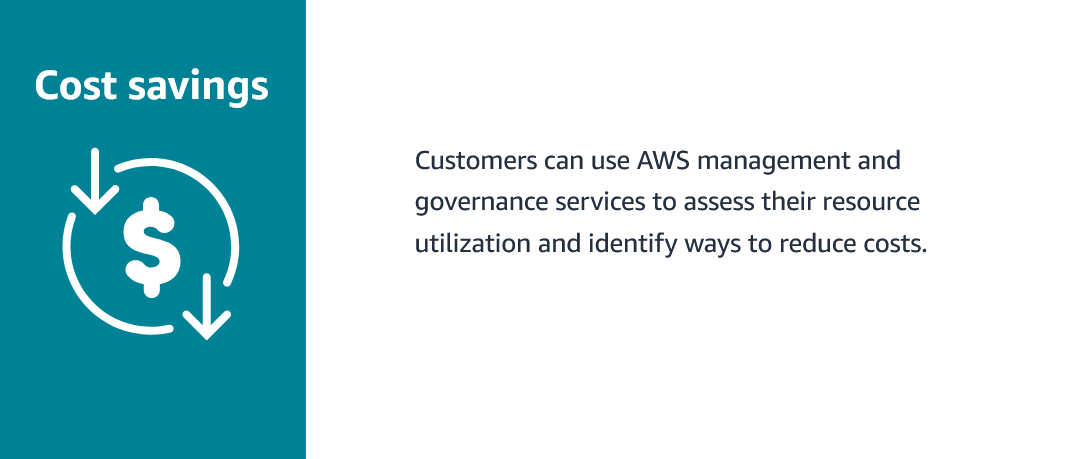 Cost savings
$
Customers can use AWS management and
governance services to assess their resource
utilization and identify ways to reduce costs.